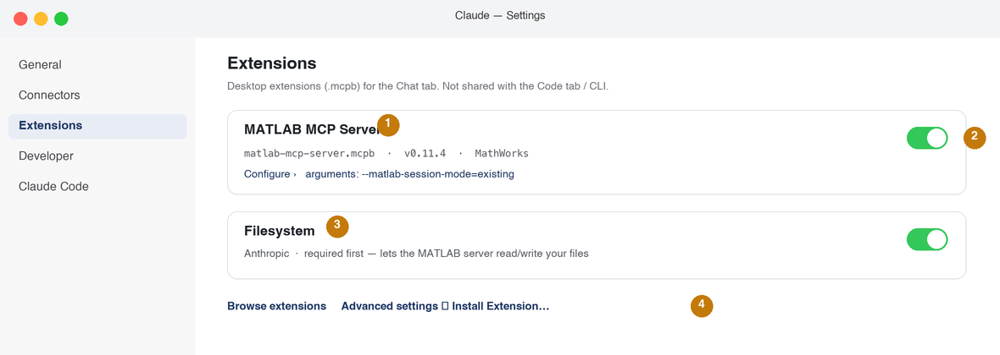 Claude — Settings
General
Connectors
Extensions
Developer
Claude Code
Extensions
Desktop extensions (.mcpb) for the Chat tab. Not shared with the Code tab / CLI.
MATLAB MCP Server 1
2
matlab-mcp-server.mcpb · v0.11.4 · MathWorks
Configure › arguments: --matlab-session-mode=existing
Filesystem 3
Anthropic · required first — lets the MATLAB server read/write your files
Browse extensions Advanced settings ▯ Install Extension… 4